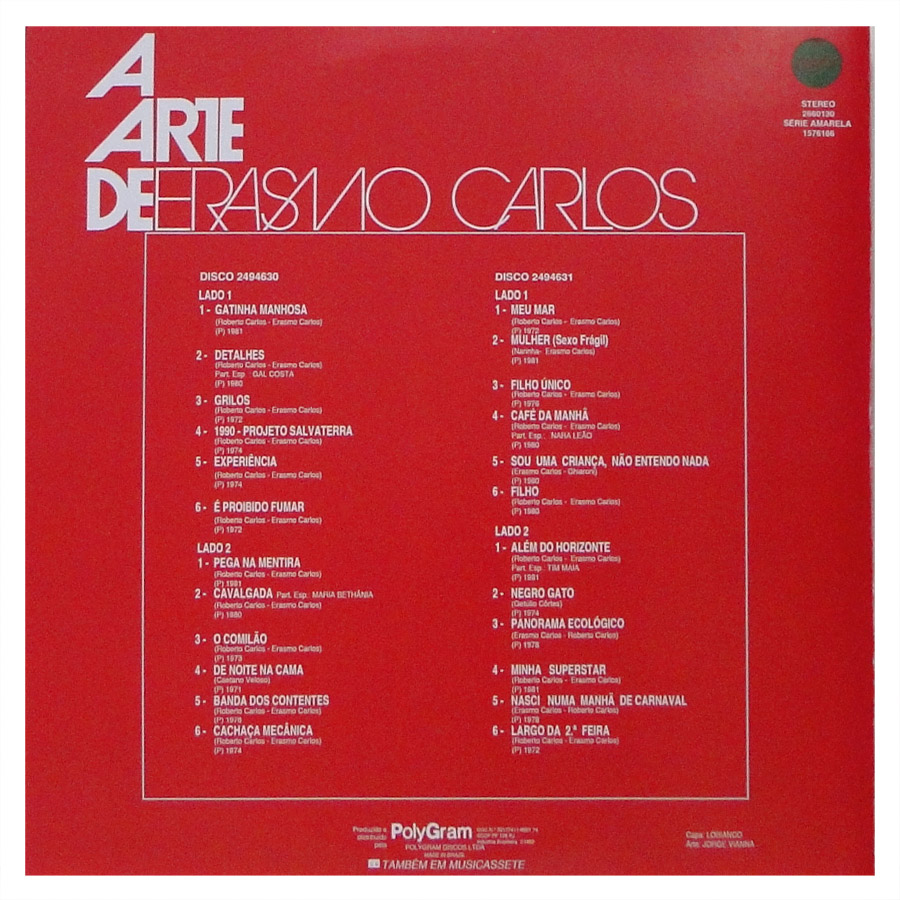 A
ARTE
DE ERASMO CARLOS
STEREO
2660130
SÉRIE AMARELA
1576166
DISCO 2494630
LADO 1
1 - GATINHA MANHOSA
(Roberto Carlos - Erasmo Carlos)
(P) 1981
2 - DETALHES
(Roberto Carlos - Erasmo Carlos)
Part. Esp.: GAL COSTA
(P) 1980
3 - GRILOS
(Roberto Carlos - Erasmo Carlos)
(P) 1972
4 - 1990 - PROJETO SALVATERRA
(Roberto Carlos - Erasmo Carlos)
(P) 1974
5 - EXPERIÊNCIA
(Roberto Carlos - Erasmo Carlos)
(P) 1974
6 - É PROIBIDO FUMAR
(Roberto Carlos - Erasmo Carlos)
(P) 1972
LADO 2
1 - PEGA NA MENTIRA
(Roberto Carlos - Erasmo Carlos)
(P) 1981
2 - CAVALGADA Part. Esp.: MARIA BETHÂNIA
(Roberto Carlos - Erasmo Carlos)
(P) 1980
3 - O COMILÃO
(Roberto Carlos - Erasmo Carlos)
(P) 1973
4 - DE NOITE NA CAMA
(Caetano Veloso)
(P) 1971
5 - BANDA DOS CONTENTES
(Roberto Carlos - Erasmo Carlos)
(P) 1976
6 - CACHAÇA MECÂNICA
(Roberto Carlos - Erasmo Carlos)
(P) 1974
DISCO 2494631
LADO 1
1 - MEU MAR
(Roberto Carlos - Erasmo Carlos)
(P) 1972
2 - MULHER (Sexo Frágil)
(Narinha- Erasmo Carlos)
(P) 1981
3 - FILHO ÚNICO
(Roberto Carlos - Erasmo Carlos)
(P) 1976
4 - CAFÉ DA MANHÃ
(Roberto Carlos - Erasmo Carlos)
Part. Esp.: NARA LEÃO
(P) 1980
5 - SOU UMA CRIANÇA, NÃO ENTENDO NADA
(Erasmo Carlos - Ghiaroni)
(P) 1980
6 - FILHO
(Roberto Carlos - Erasmo Carlos)
(P) 1980
LADO 2
1 - ALÉM DO HORIZONTE
(Roberto Carlos - Erasmo Carlos)
Part. Esp.: TIM MAIA
(P) 1981
2 - NEGRO GATO
(Getúlio Côrtes)
(P) 1974
3 - PANORAMA ECOLÓGICO
(Erasmo Carlos - Roberto Carlos)
(P) 1978
4 - MINHA SUPERSTAR
(Roberto Carlos - Erasmo Carlos)
(P) 1981
5 - NASCI NUMA MANHÃ DE CARNAVAL
(Erasmo Carlos - Roberto Carlos)
(P) 1978
6 - LARGO DA 2.ª FEIRA
(Roberto Carlos - Erasmo Carlos)
(P) 1972
Produzido e
distribuído
pela
PolyGram
POLYGRAM DISCOS LTDA
MADE IN BRAZIL
TAMBÉM EM MUSICASSETE
Capa: LOBIANCO
Arte: JORGE VIANNA